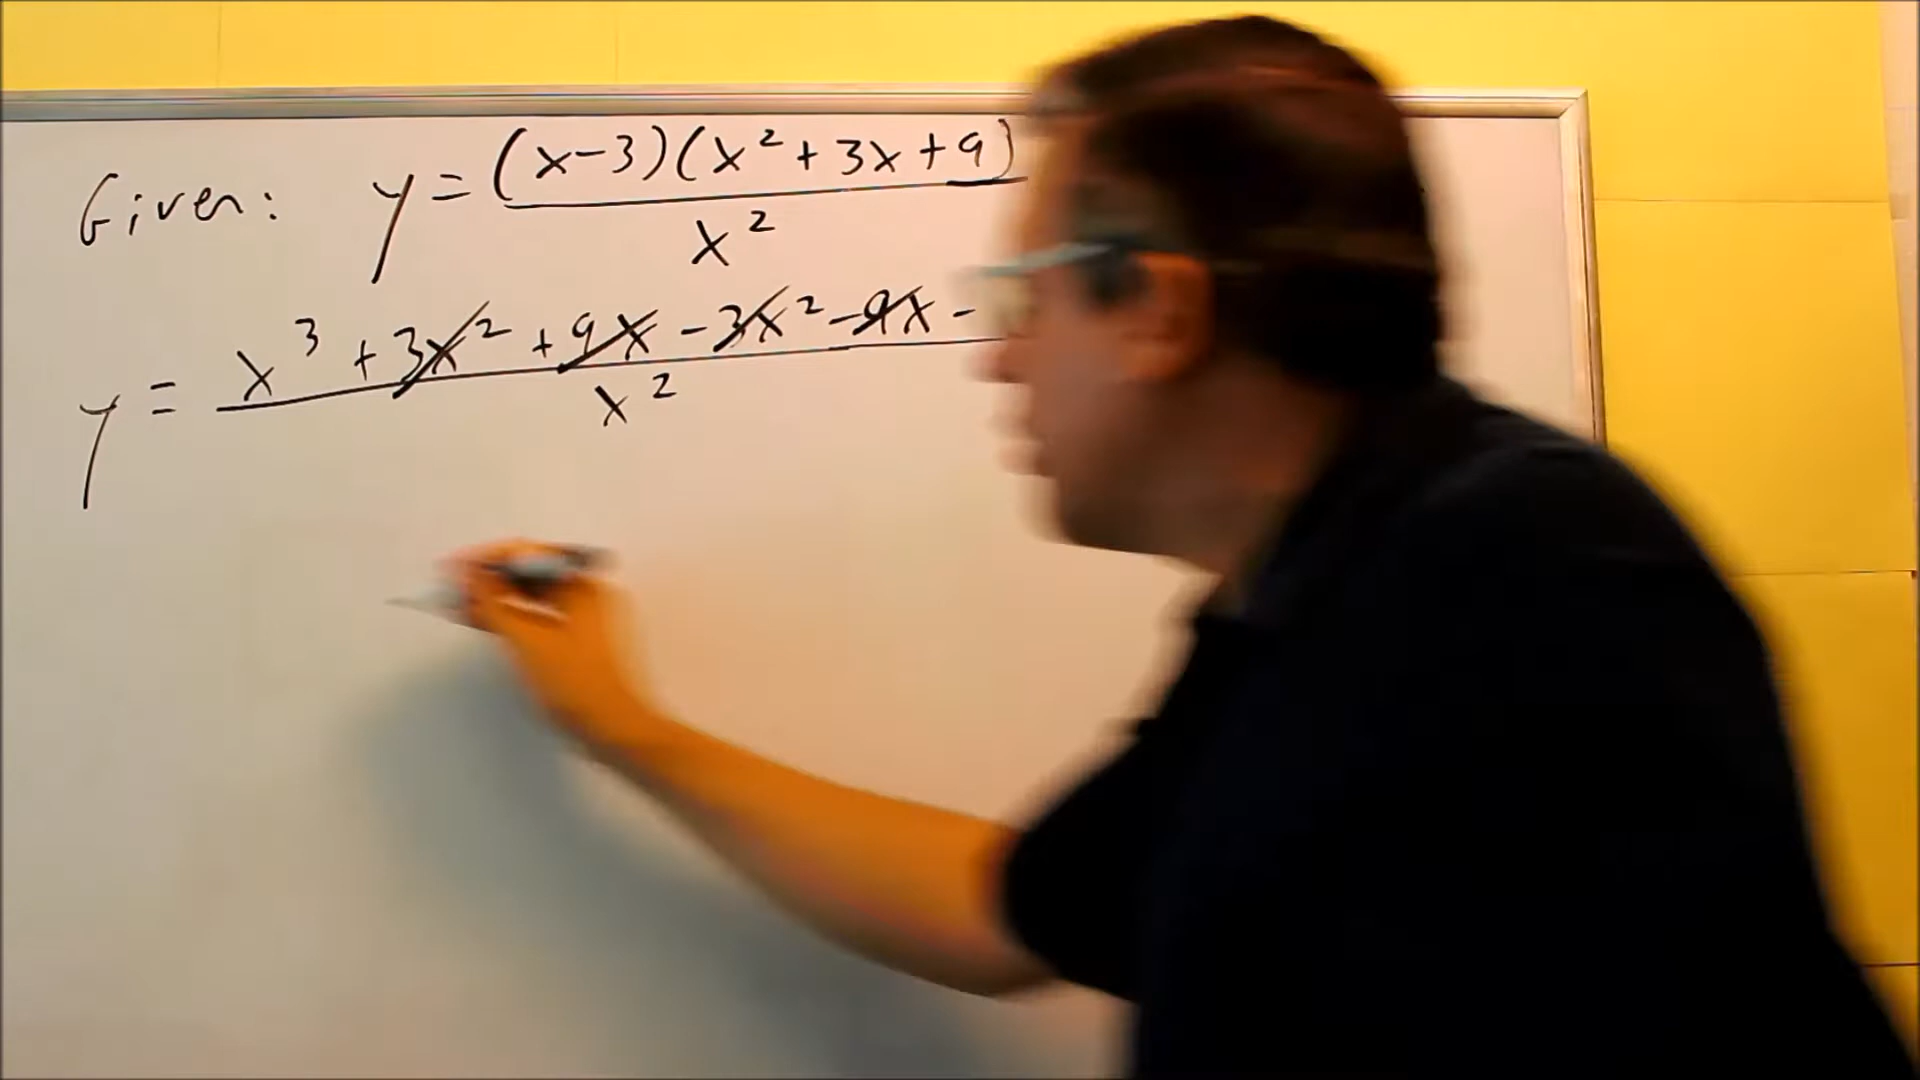 Given: y = (x-3)(x²+3x+9)
x²
y = x³ + 3x² + 9x - 3x² - 9x -
x²